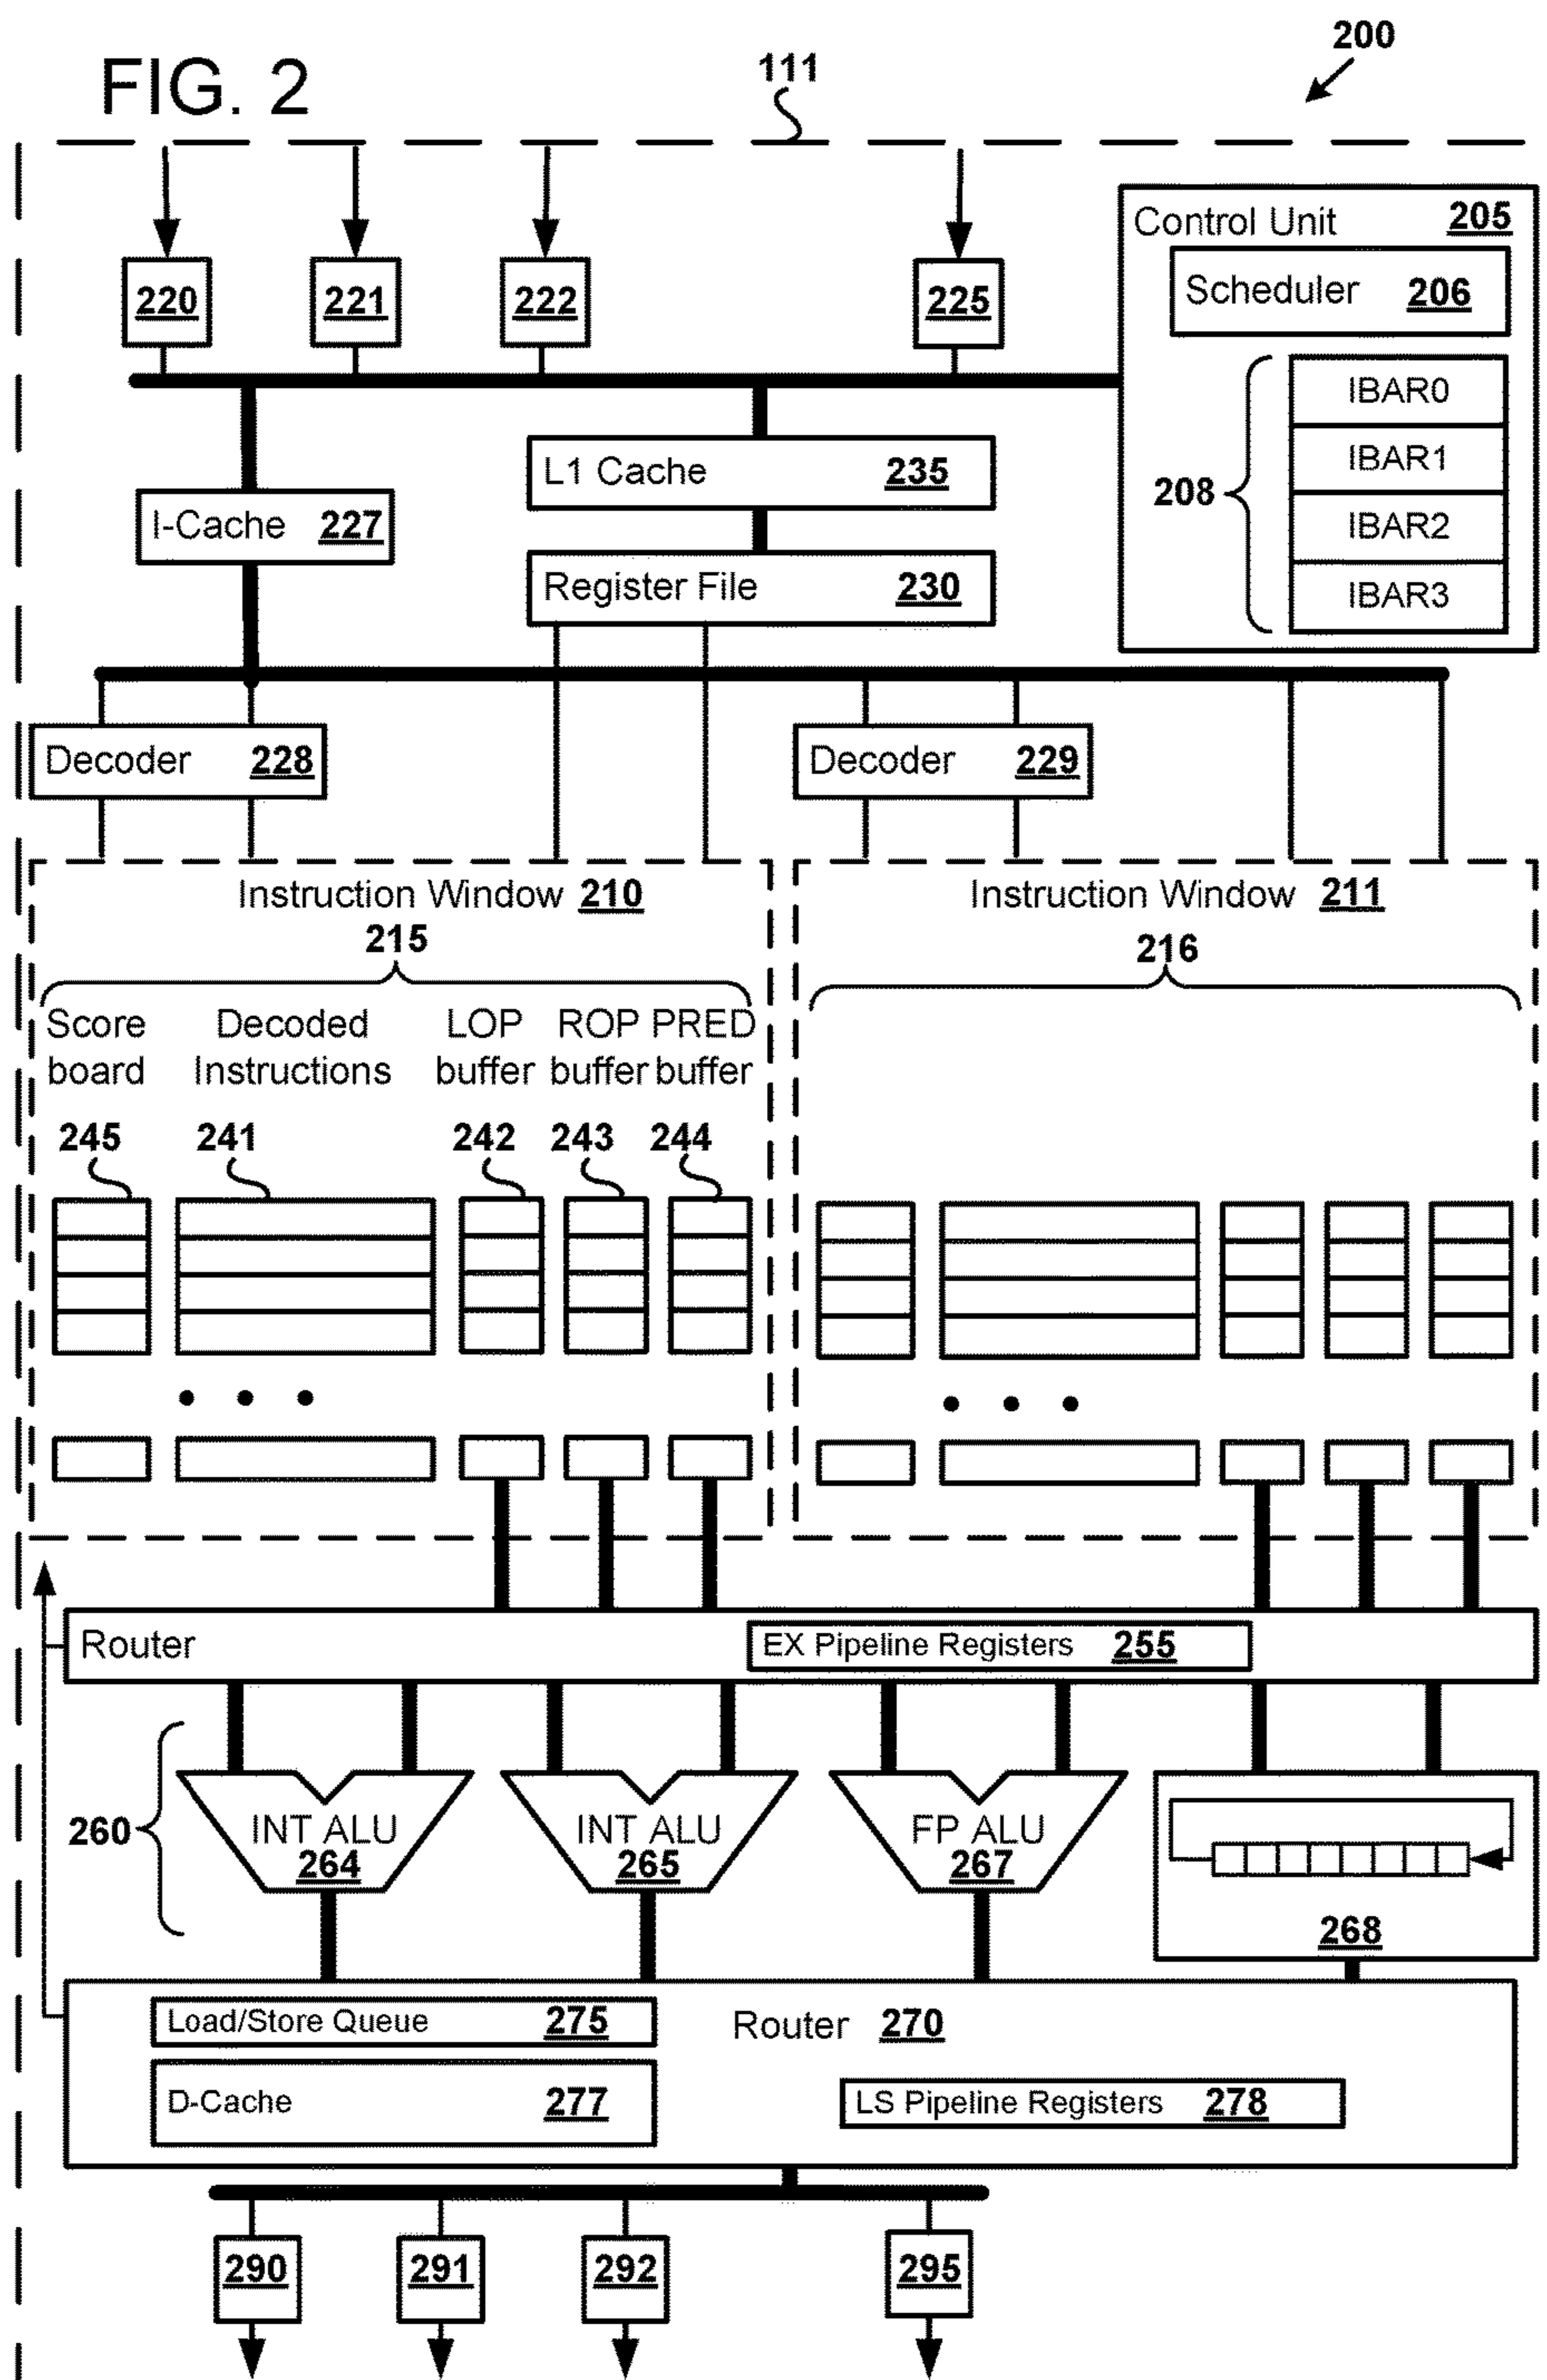 FIG. 2
111
200
Control Unit 205
Scheduler 206
220
221
222
225
208
IBAR0
IBAR1
IBAR2
IBAR3
L1 Cache 235
I-Cache 227
Register File 230
Decoder 228
Decoder 229
Instruction Window 210
Instruction Window 211
215
216
Score board
Decoded Instructions
LOP buffer
ROP buffer
PRED buffer
245
241
242
243
244
Router
EX Pipeline Registers 255
260
INT ALU
264
INT ALU
265
FP ALU
267
268
Load/Store Queue 275
Router 270
D-Cache 277
LS Pipeline Registers 278
290
291
292
295